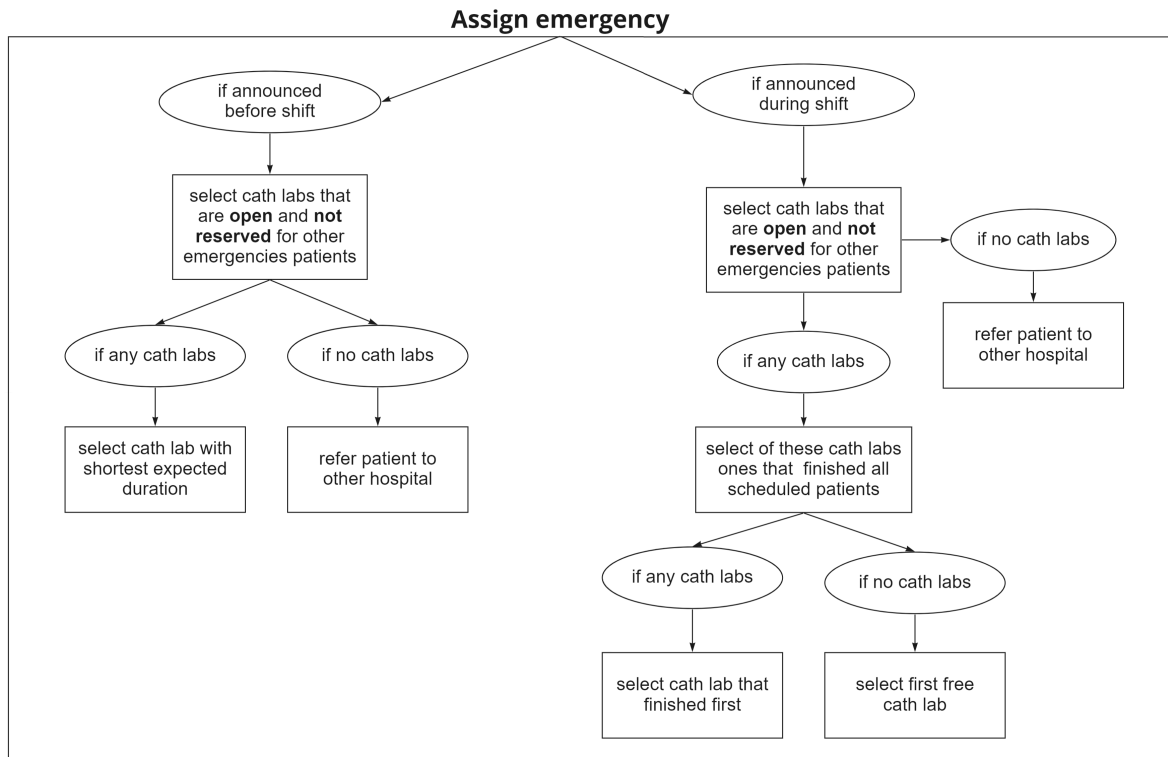 Assign emergency
if announced
before shift
select cath labs that
are open and not
reserved for other
emergencies patients
if any cath labs
select cath lab with
shortest expected
duration
if no cath labs
refer patient to
other hospital
if announced
during shift
select cath labs that
are open and not
reserved for other
emergencies patients
if no cath labs
refer patient to
other hospital
if any cath labs
select of these cath labs
ones that finished all
scheduled patients
if any cath labs
select cath lab that
finished first
if no cath labs
select first free
cath lab